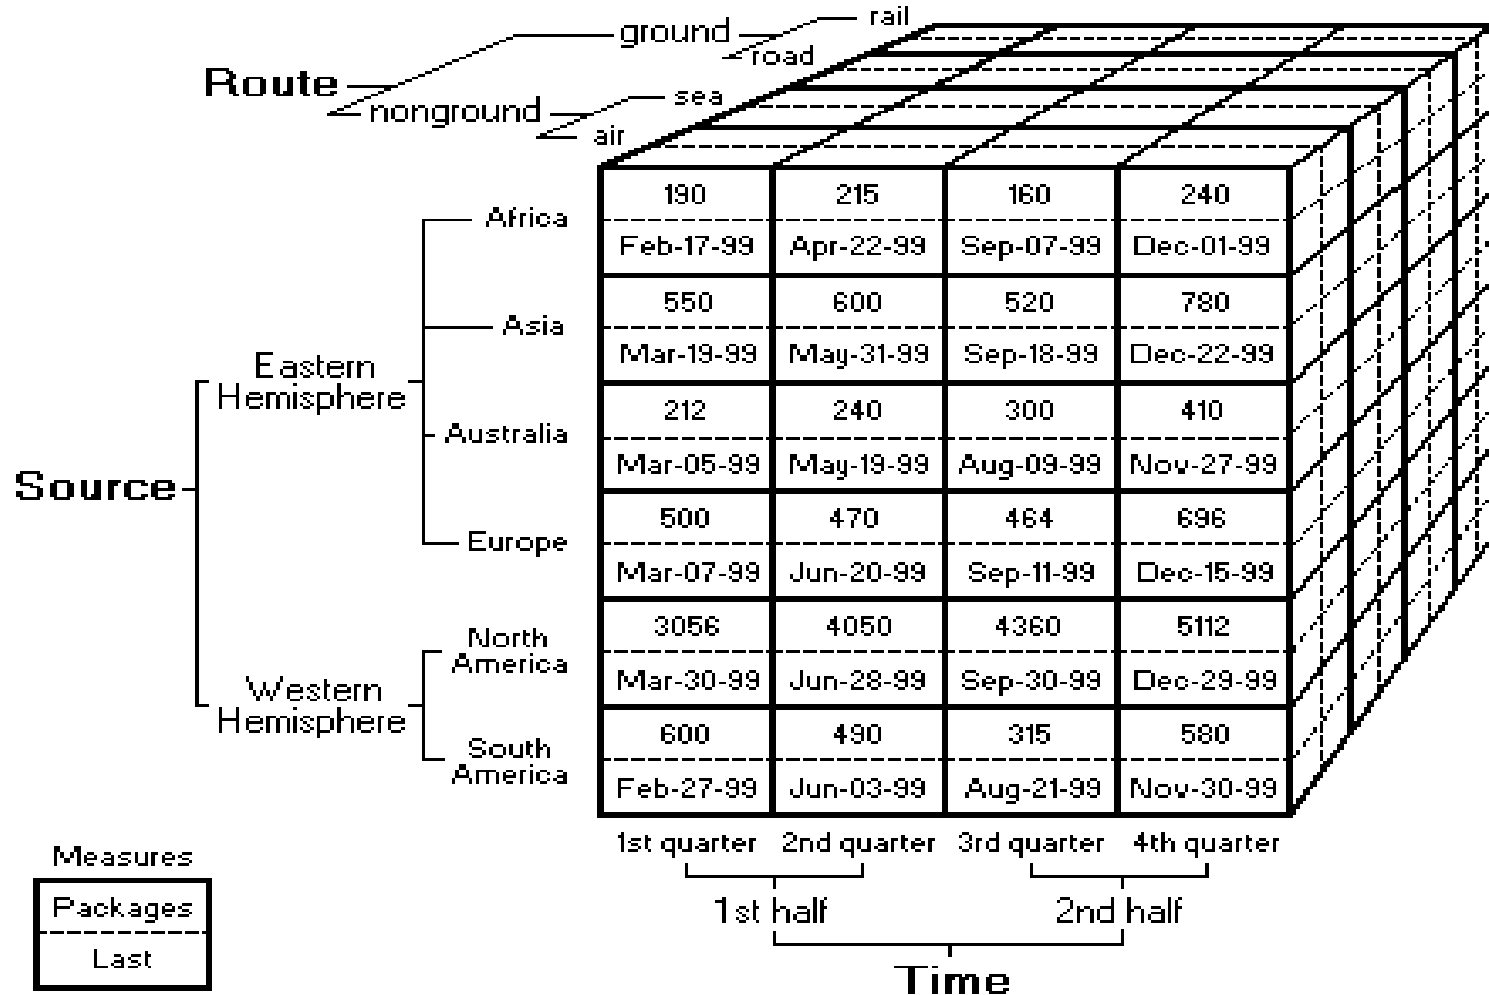 rail
ground
road
Route
sea
nonground
air
190 215 160 240
Africa
Feb-17-99 Apr-22-99 Sep-07-99 Dec-01-99
550 600 520 780
Asia
Mar-19-99 May-31-99 Sep-18-99 Dec-22-99
Eastern
Hemisphere
212 240 300 410
Australia
Mar-05-99 May-19-99 Aug-09-99 Nov-27-99
Source
500 470 464 696
Europe
Mar-07-99 Jun-20-99 Sep-11-99 Dec-15-99
3056 4050 4360 5112
North
America
Mar-30-99 Jun-28-99 Sep-30-99 Dec-29-99
Western
Hemisphere
600 490 315 580
South
America
Feb-27-99 Jun-03-99 Aug-21-99 Nov-30-99
1st quarter 2nd quarter 3rd quarter 4th quarter
1st half 2nd half
Time
Measures
Packages
Last